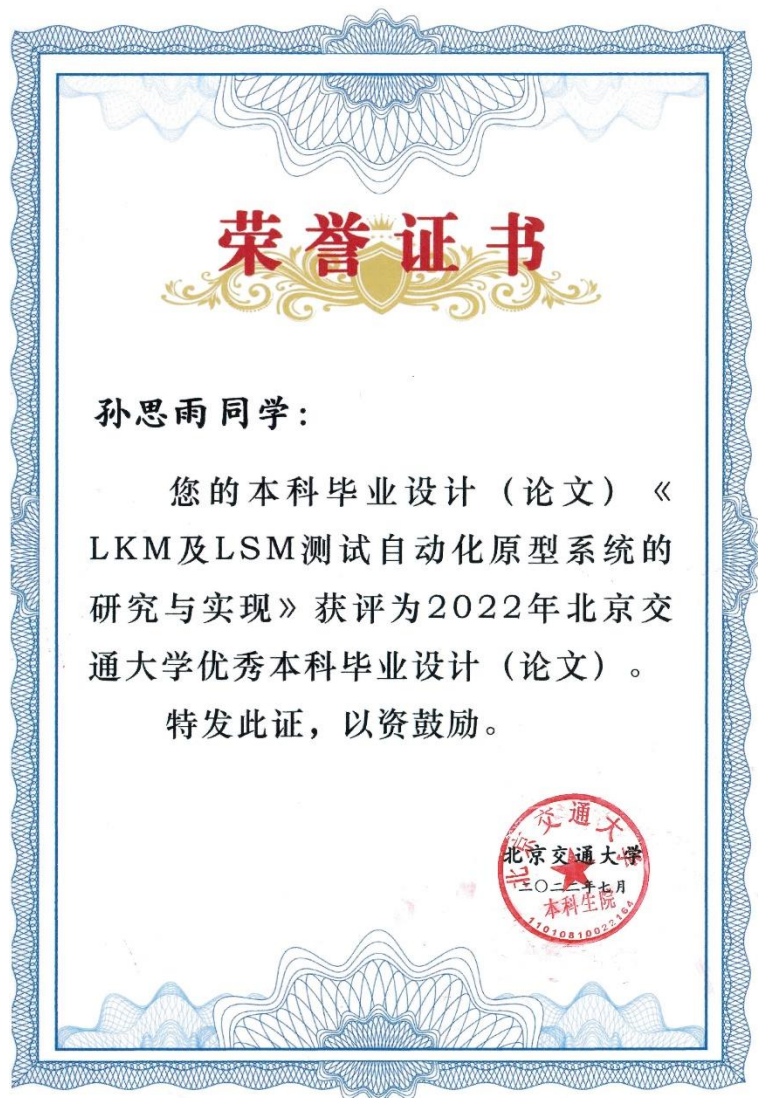 荣誉证书
孙思雨同学：
您的本科毕业设计（论文）《
LKM及LSM测试自动化原型系统的
研究与实现》获评为2022年北京交
通大学优秀本科毕业设计（论文）。
特发此证，以资鼓励。
北京交通大学
北京交通大学
二〇二二年七月
本科生院
11010810022164